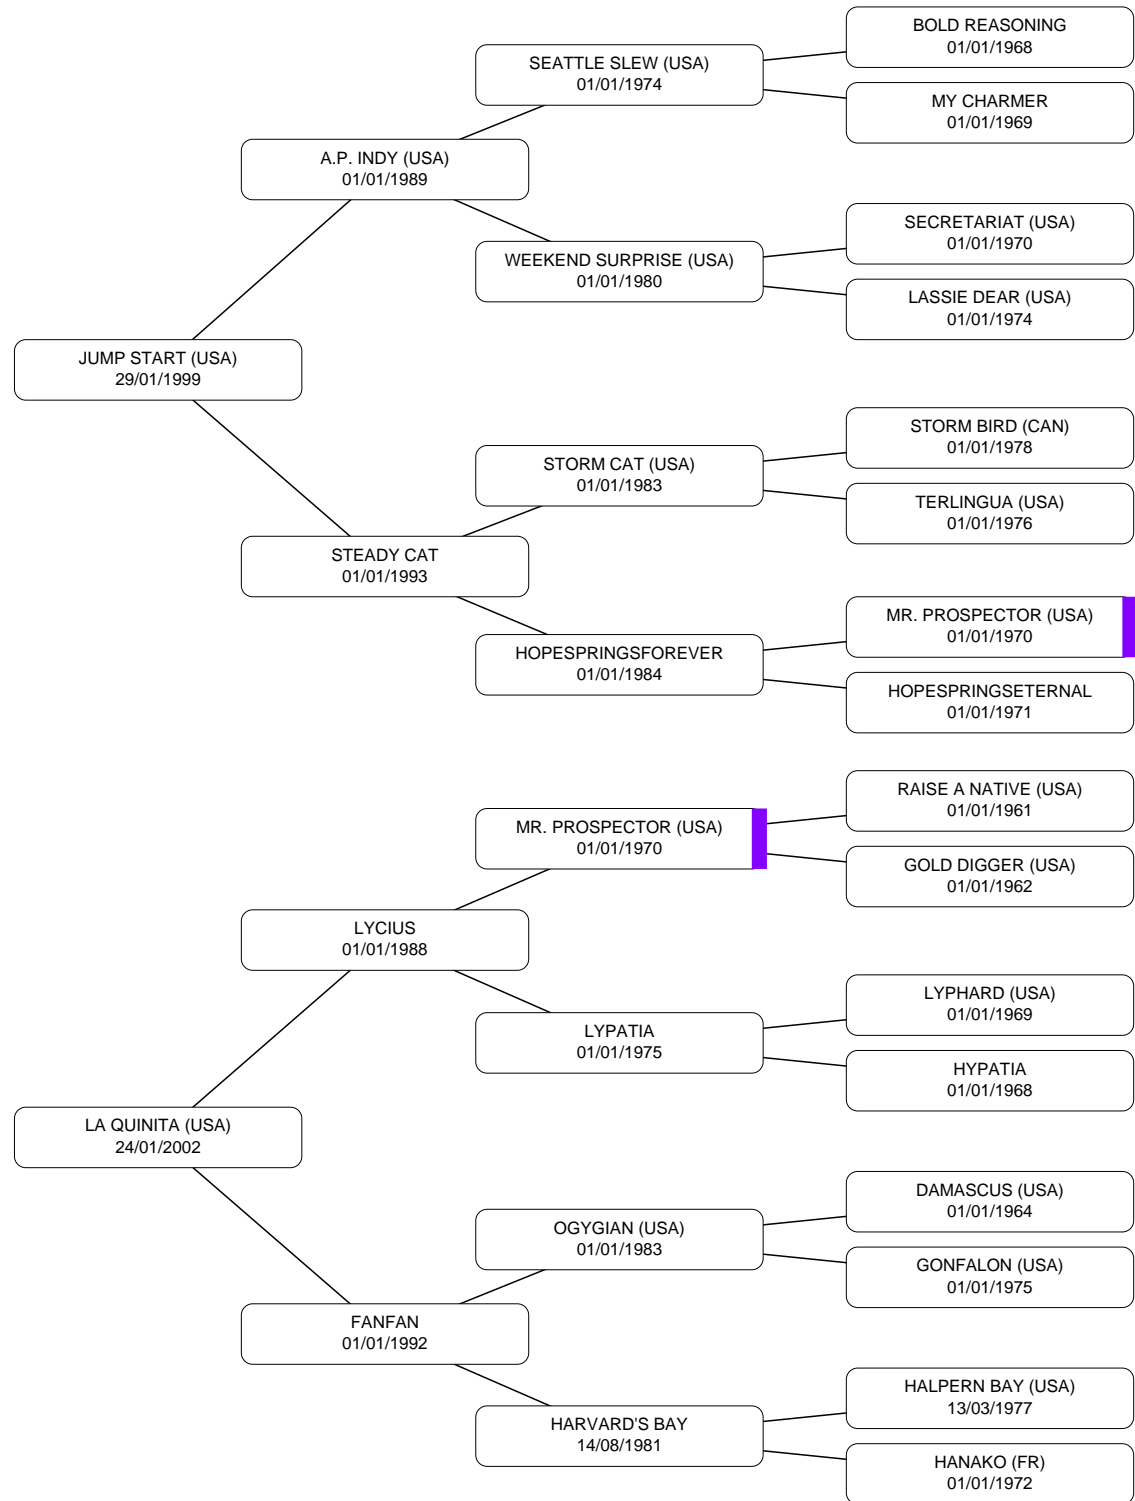 BOLD REASONING
01/01/1968
SEATTLE SLEW (USA)
01/01/1974
MY CHARMER
01/01/1969
A.P. INDY (USA)
01/01/1989
SECRETARIAT (USA)
01/01/1970
WEEKEND SURPRISE (USA)
01/01/1980
LASSIE DEAR (USA)
01/01/1974
JUMP START (USA)
29/01/1999
STORM BIRD (CAN)
01/01/1978
STORM CAT (USA)
01/01/1983
TERLINGUA (USA)
01/01/1976
STEADY CAT
01/01/1993
MR. PROSPECTOR (USA)
01/01/1970
HOPESPRINGSFOREVER
01/01/1984
HOPESPRINGSETERNAL
01/01/1971
RAISE A NATIVE (USA)
01/01/1961
MR. PROSPECTOR (USA)
01/01/1970
GOLD DIGGER (USA)
01/01/1962
LYCIUS
01/01/1988
LYPHARD (USA)
01/01/1969
LYPATIA
01/01/1975
HYPATIA
01/01/1968
LA QUINITA (USA)
24/01/2002
DAMASCUS (USA)
01/01/1964
OGYGIAN (USA)
01/01/1983
GONFALON (USA)
01/01/1975
FANFAN
01/01/1992
HALPERN BAY (USA)
13/03/1977
HARVARD'S BAY
14/08/1981
HANAKO (FR)
01/01/1972